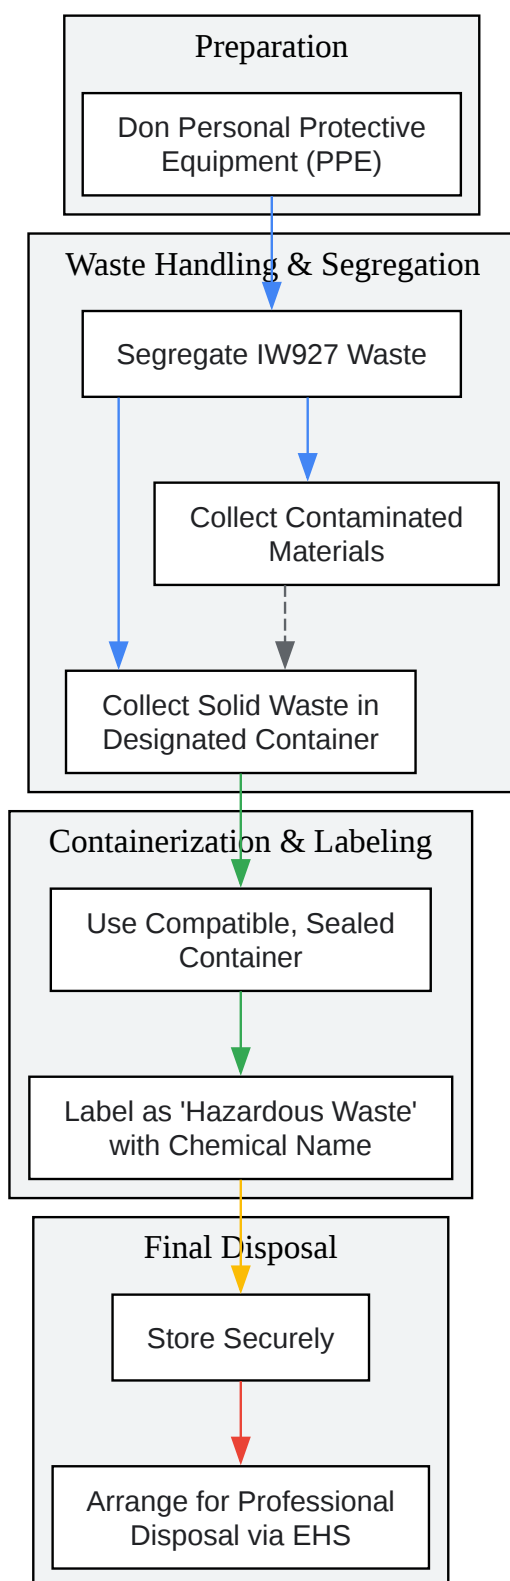 Preparation
Don Personal Protective
Equipment (PPE)
Waste Handling & Segregation
Segregate IW927 Waste
Collect Contaminated
Materials
Collect Solid Waste in
Designated Container
Containerization & Labeling
Use Compatible, Sealed
Container
Label as 'Hazardous Waste'
with Chemical Name
Final Disposal
Store Securely
Arrange for Professional
Disposal via EHS